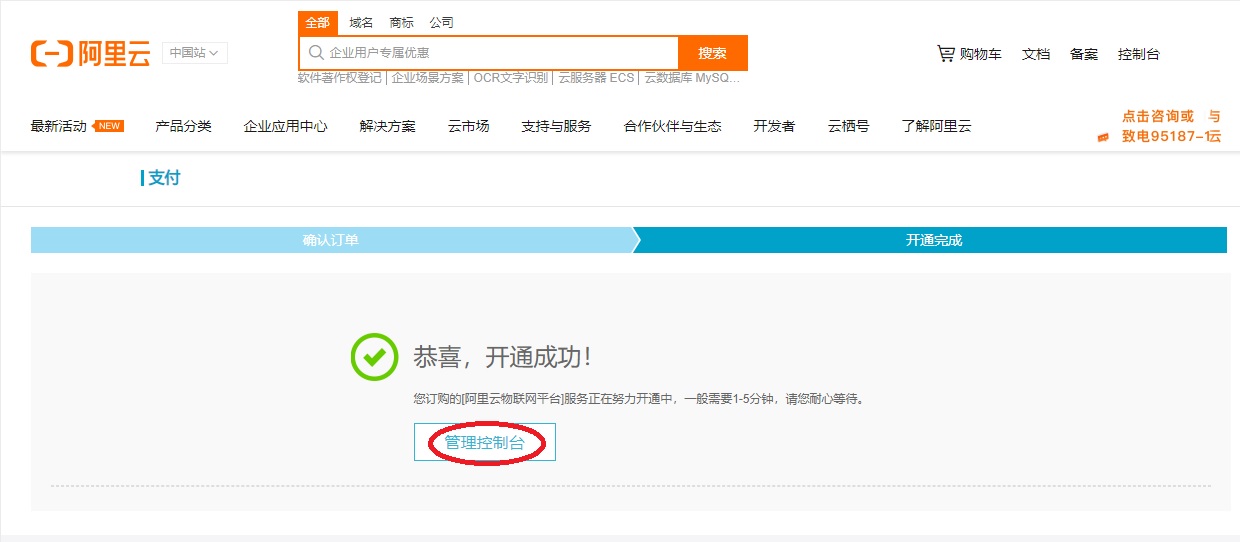 全部 域名 商标 公司
阿里云 中国站 企业用户专属优惠 搜索 购物车 文档 备案 控制台
软件著作权登记 | 企业场景方案 | OCR文字识别 | 云服务器 ECS | 云数据库 MySQ...
最新活动 NEW 产品分类 企业应用中心 解决方案 云市场 支持与服务 合作伙伴与生态 开发者 云栖号 了解阿里云
点击咨询或 与
致电95187-1云
支付
确认订单 开通完成
恭喜，开通成功！
您订购的[阿里云物联网平台]服务正在努力开通中，一般需要1-5分钟，请您耐心等待。
管理控制台